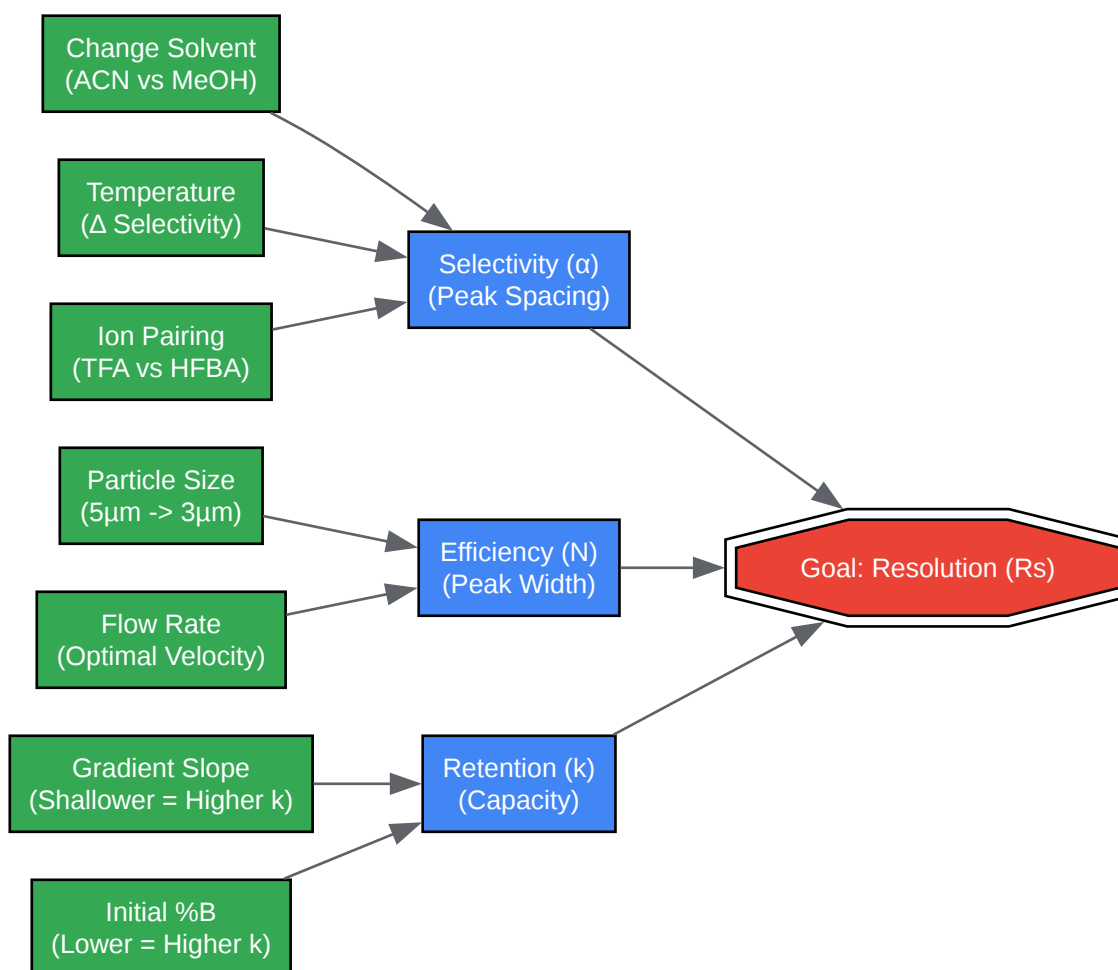 Change Solvent
(ACN vs MeOH)
Temperature
(Δ Selectivity)
Ion Pairing
(TFA vs HFBA)
Particle Size
(5µm -> 3µm)
Flow Rate
(Optimal Velocity)
Gradient Slope
(Shallower = Higher k)
Initial %B
(Lower = Higher k)
Selectivity (α)
(Peak Spacing)
Efficiency (N)
(Peak Width)
Retention (k)
(Capacity)
Goal: Resolution (Rs)